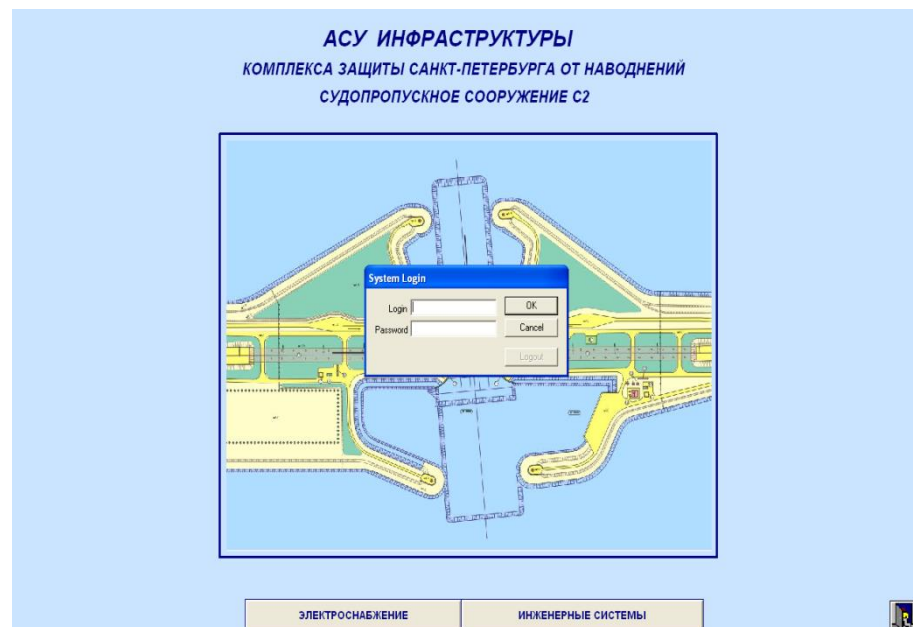 АСУ ИНФРАСТРУКТУРЫ
КОМПЛЕКСА ЗАЩИТЫ САНКТ-ПЕТЕРБУРГА ОТ НАВОДНЕНИЙ
СУДОПРОПУСКНОЕ СООРУЖЕНИЕ С2
System Login
Login
OK
Password
Cancel
Logout
ЭЛЕКТРОСНАБЖЕНИЕ
ИНЖЕНЕРНЫЕ СИСТЕМЫ